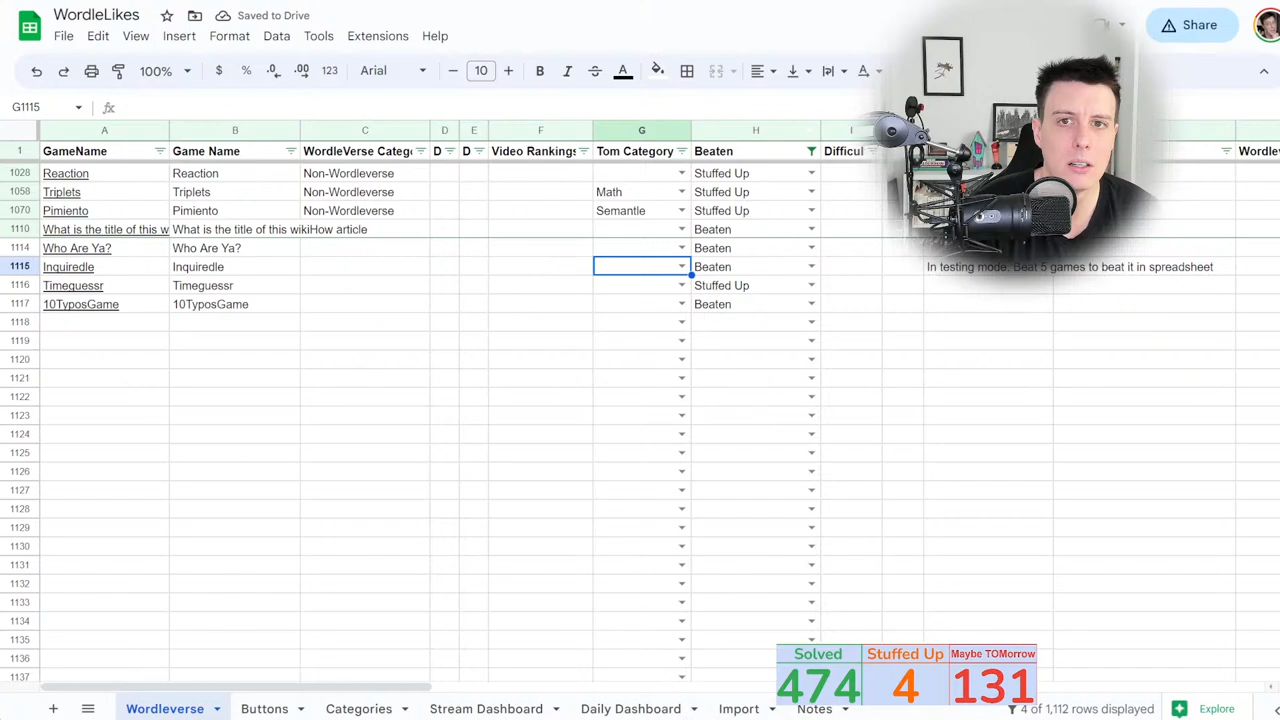 WordleLikes
Saved to Drive
File Edit View Insert Format Data Tools Extensions Help
Share
100% $ % .0 .00 123 Arial 10 B I A
G1115 fx
A B D E F G H I
1 GameName Game Name WordleVerse D D Video Rankings Tom Category Beaten Difficul Wordlev
1028 Reaction Reaction Non-Wordleverse Stuffed Up
1058 Triplets Triplets Non-Wordleverse Math Stuffed Up
1070 Pimiento Pimiento Non-Wordleverse Semantle Stuffed Up
1110 What is the title of this w What is the title of this wikiHow article Beaten
1114 Who Are Ya? Who Are Ya? Beaten
1115 Inquiredle Inquiredle Beaten In testing mode. Beat 5 games to beat it in spreadsheet
1116 Timeguessr Timeguessr Stuffed Up
1117 10TyposGame 10TyposGame Beaten
1118
1119
1120
1121
1122
1123
1124
1125
1126
1127
1128
1129
1130
1131
1132
1133
1134
1135
1136
1137
Solved Stuffed Up Maybe TOMorrow
474 4 131
Wordleverse Categories Stream Dashboard Daily Dashboard Import Notes 4 of 1,112 rows displayed Explore